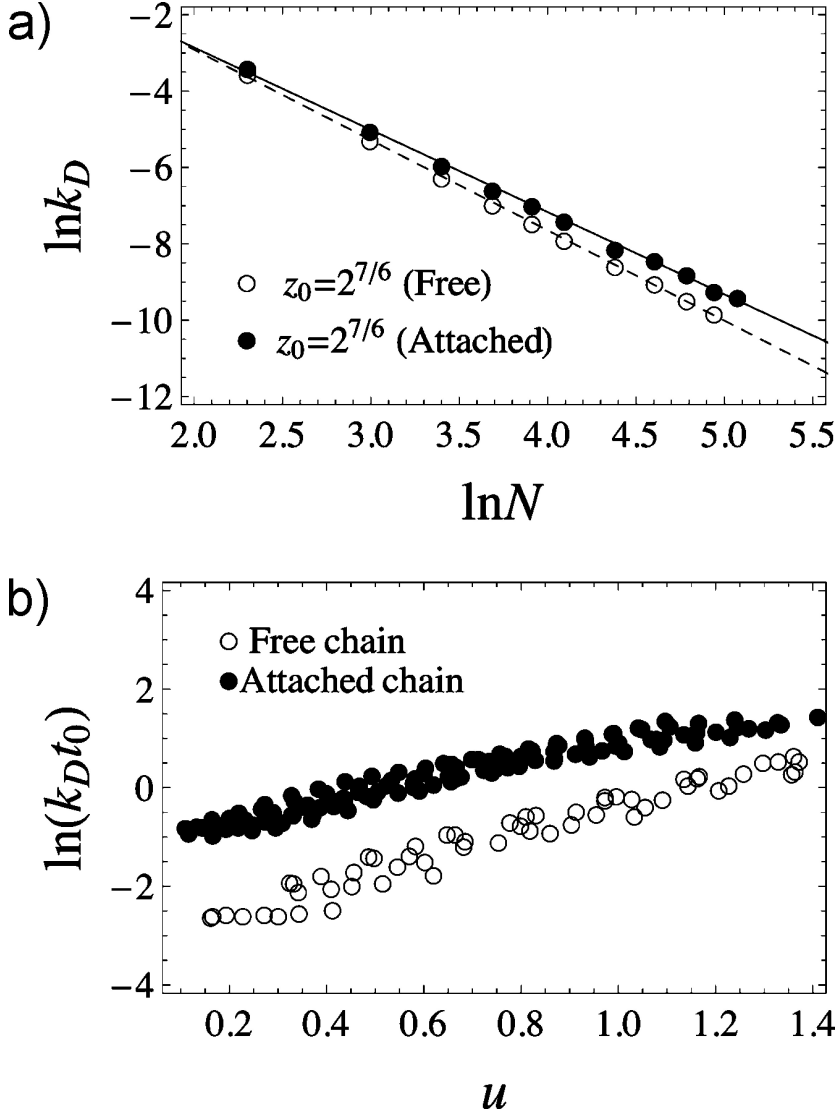 a)
−2
−4
−6
−8
−10
−12
lnk_D
z₀=2^{7/6} (Free)
z₀=2^{7/6} (Attached)
2.0 2.5 3.0 3.5 4.0 4.5 5.0 5.5
lnN
b)
4
2
0
−2
−4
ln(k_D t₀)
Free chain
Attached chain
0.2 0.4 0.6 0.8 1.0 1.2 1.4
u